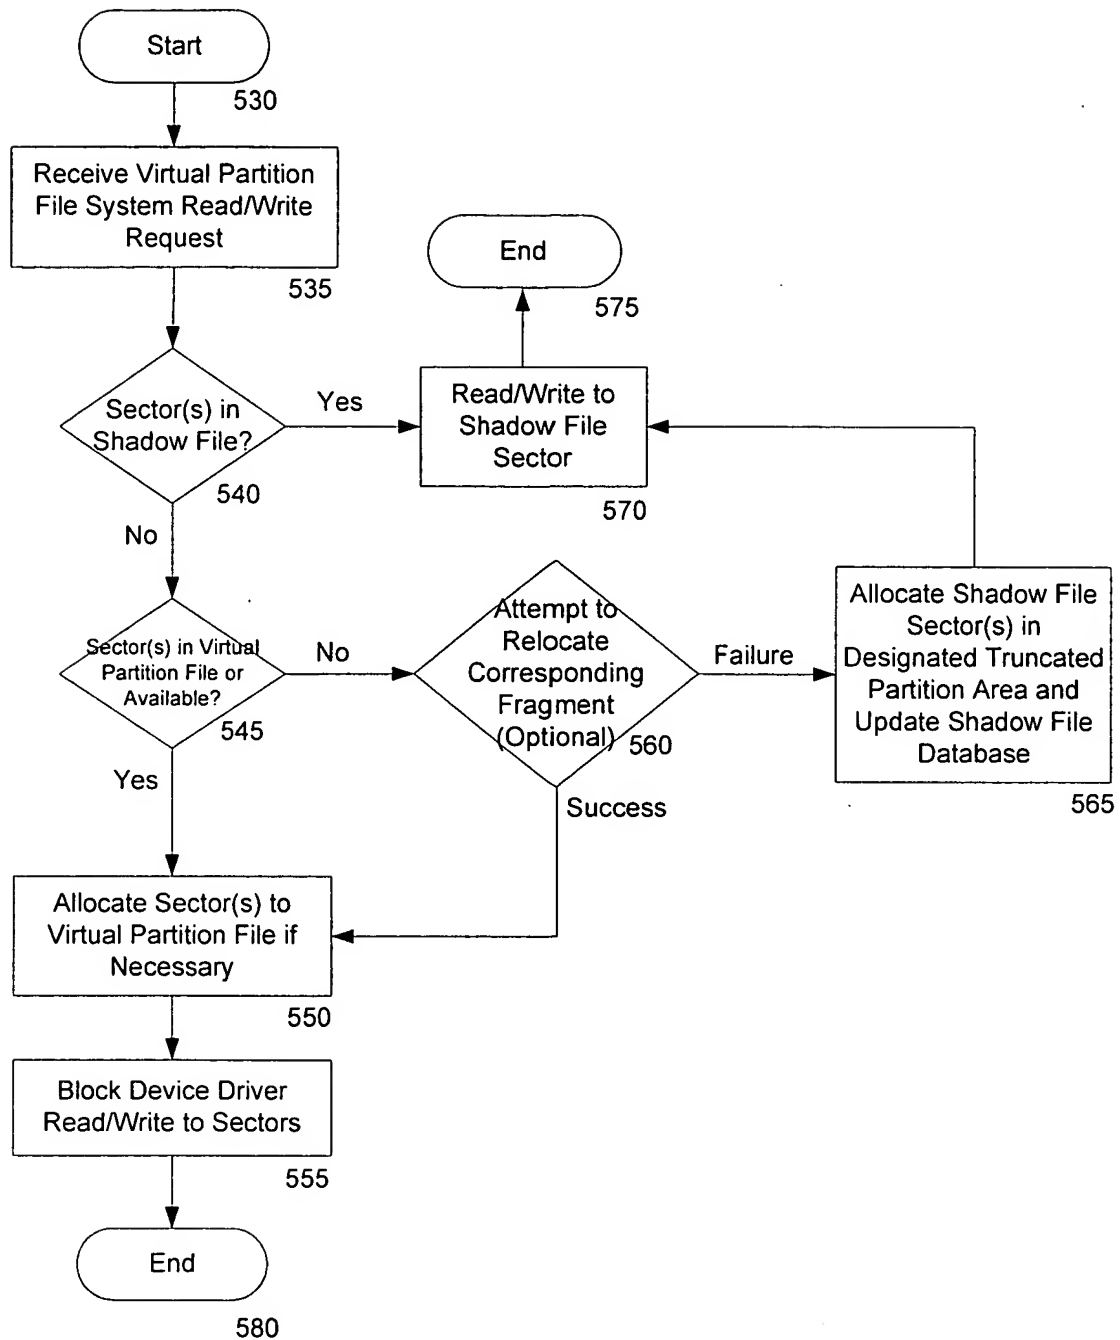 Start
530
Receive Virtual Partition
File System Read/Write
Request
535
End
575
Sector(s) in
Shadow File?
540
Yes
Read/Write to
Shadow File
Sector
570
No
Sector(s) in Virtual
Partition File or
Available?
545
No
Attempt to
Relocate
Corresponding
Fragment
(Optional)
560
Failure
Allocate Shadow File
Sector(s) in
Designated Truncated
Partition Area and
Update Shadow File
Database
565
Yes
Success
Allocate Sector(s) to
Virtual Partition File if
Necessary
550
Block Device Driver
Read/Write to Sectors
555
End
580